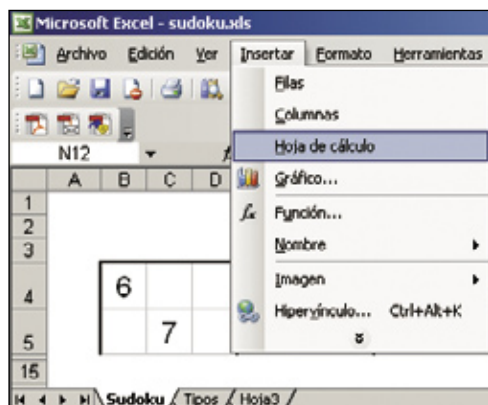 Microsoft Excel - sudoku.xls
Archivo Edición Ver Insertar Formato Herramientas
Filas
Columnas
N12
Hoja de cálculo
A B C D
Gráfico...
1
fx Función...
2
Nombre
3
Imagen
4 6
Hipervínculo... Ctrl+Alt+K
5 7
15
Sudoku Tipos Hoja3